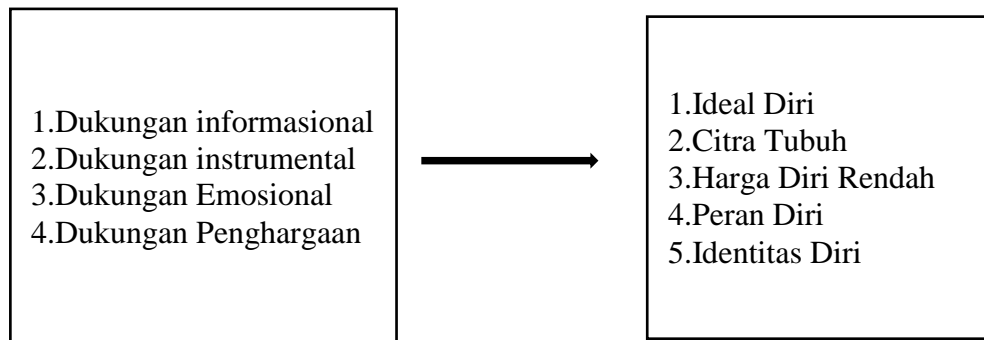 1.Dukungan informasional
2.Dukungan instrumental
3.Dukungan Emosional
4.Dukungan Penghargaan
1.Ideal Diri
2.Citra Tubuh
3.Harga Diri Rendah
4.Peran Diri
5.Identitas Diri